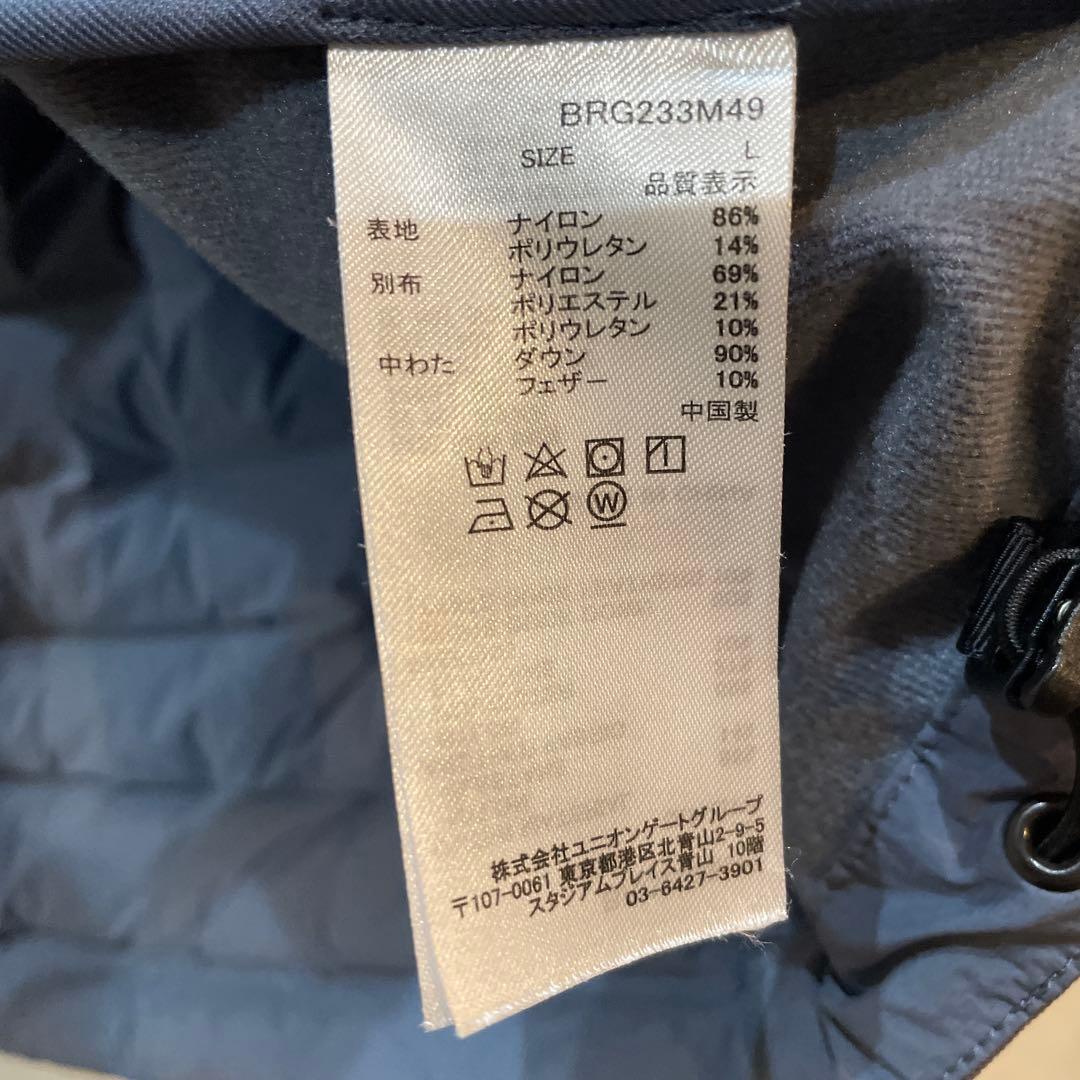 BRG233M49
SIZE L
品質表示
表地 ナイロン 86%
ポリウレタン 14%
別布 ナイロン 69%
ポリエステル 21%
ポリウレタン 10%
中わた ダウン 90%
フェザー 10%
中国製
W
株式会社ユニオンゲートグループ
〒107-0061 東京都港区北青山2-9-5
スタジアムプレイス青山 10階
03-6427-3901